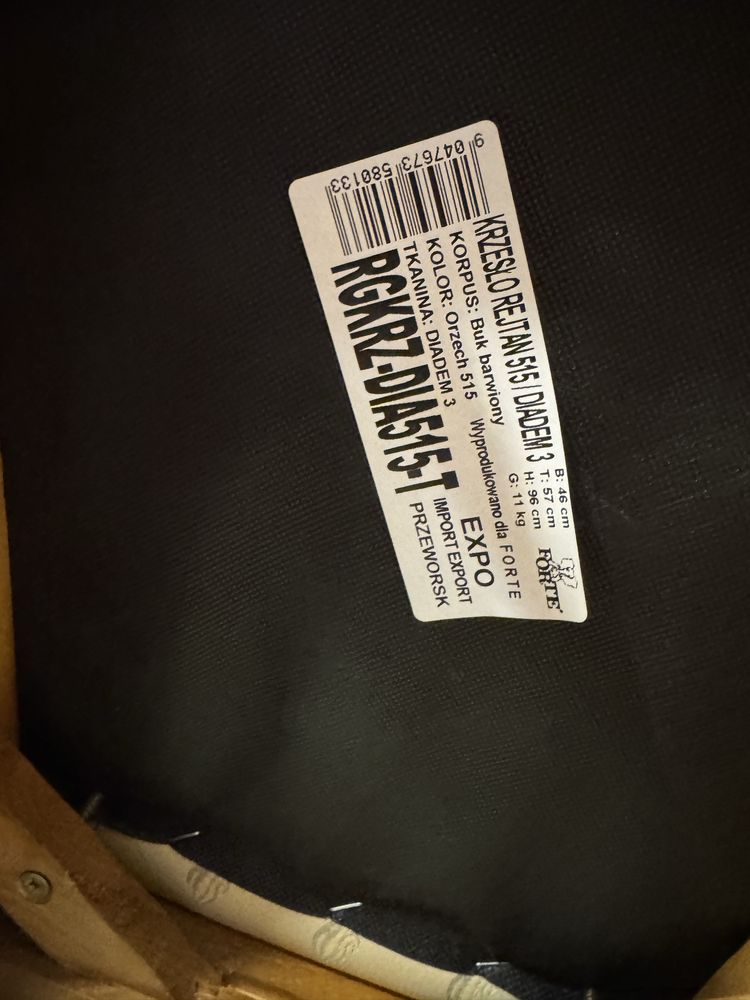 KRZESŁO REJTAN 515 / DIADEM 3
KORPUS: Buk barwiony
KOLOR: Orzech 515
TKANINA: DIADEM 3
RGKRZ-DIA515-T
B: 46 cm
T: 57 cm
H: 96 cm
G: 11 kg
Wyprodukowano dla FORTE
EXPO
IMPORT EXPORT
PRZEWORSK
FORTE
9 047673 580133